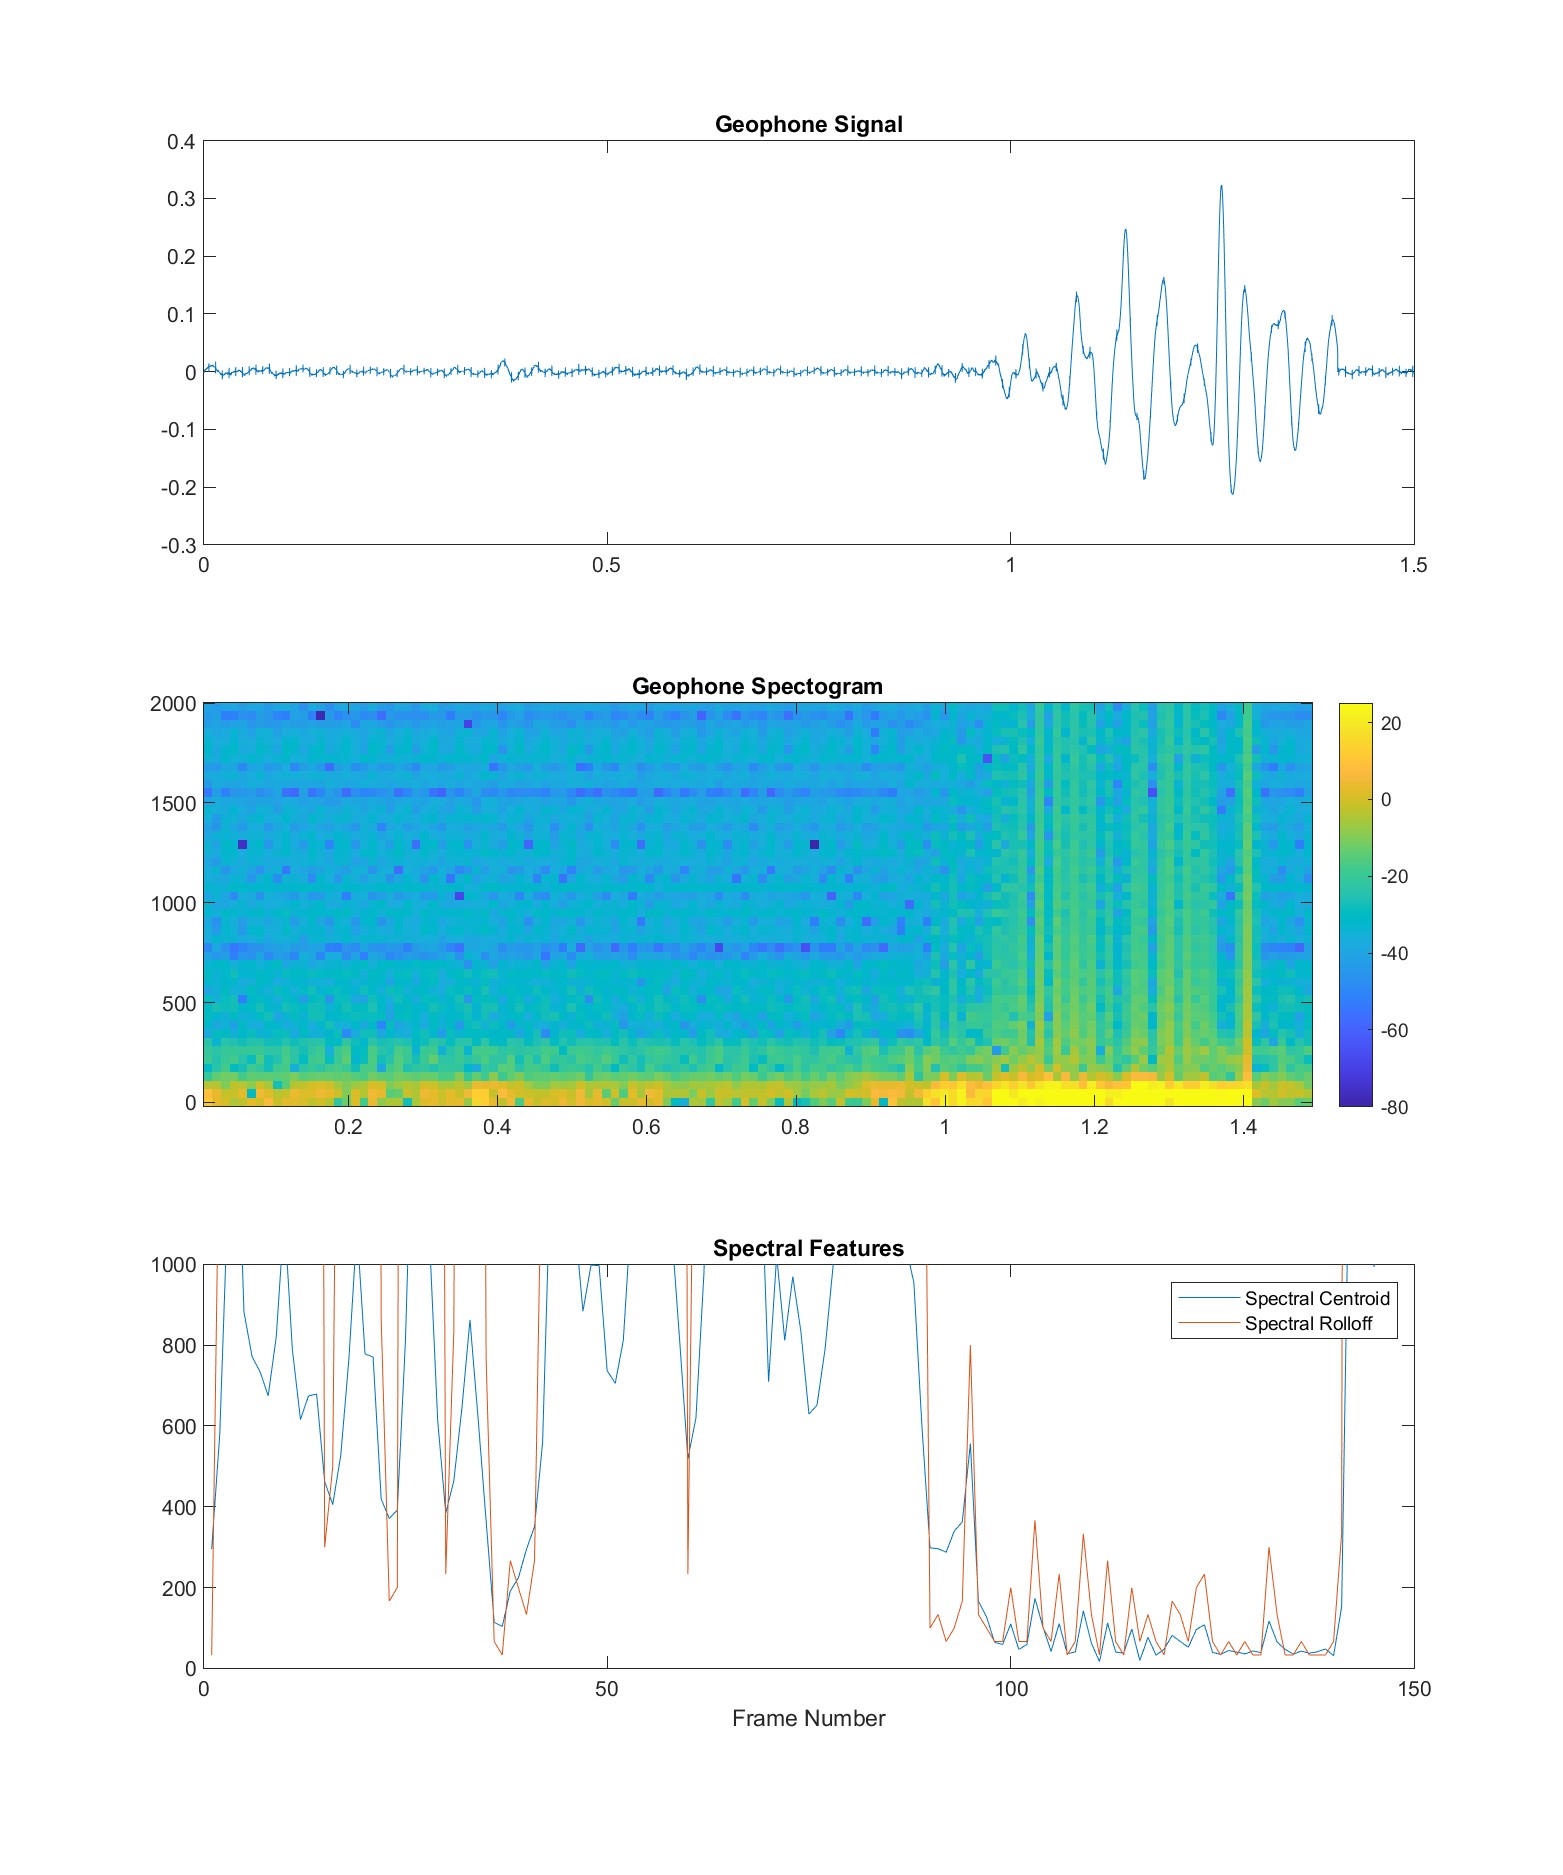 Geophone Signal
0.4
0.3
0.2
0.1
0
-0.1
-0.2
-0.3
0 0.5 1 1.5
Geophone Spectogram
2000
1500
1000
500
0
20
0
-20
-40
-60
-80
0.2 0.4 0.6 0.8 1 1.2 1.4
Spectral Features
1000
800
600
400
200
0
Spectral Centroid
Spectral Rolloff
0 50 100 150
Frame Number